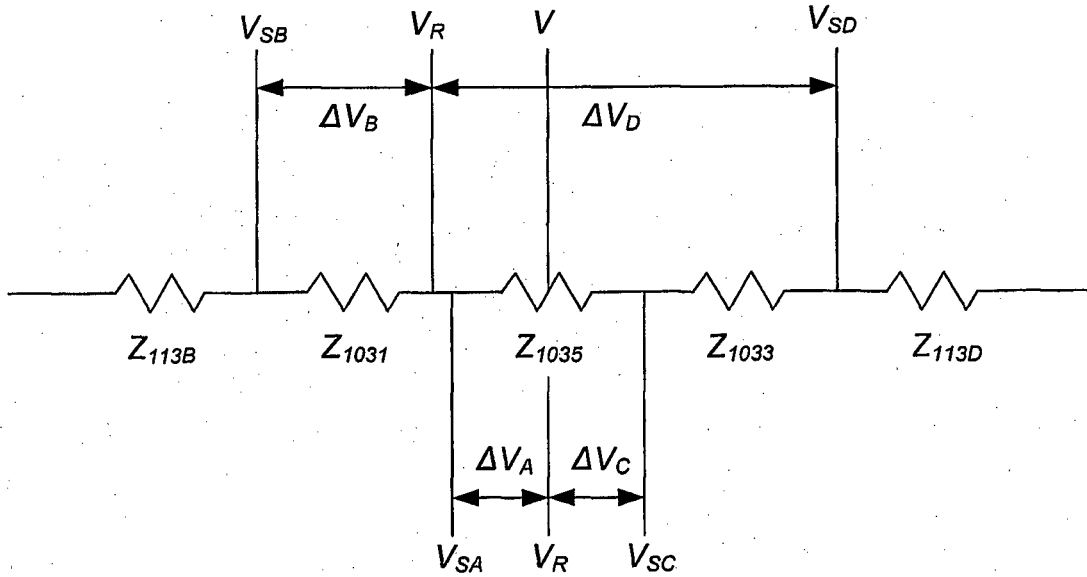 V_SB V_R V V_SD
ΔV_B ΔV_D
Z_113B Z_1031 Z_1035 Z_1033 Z_113D
ΔV_A ΔV_C
V_SA V_R V_SC